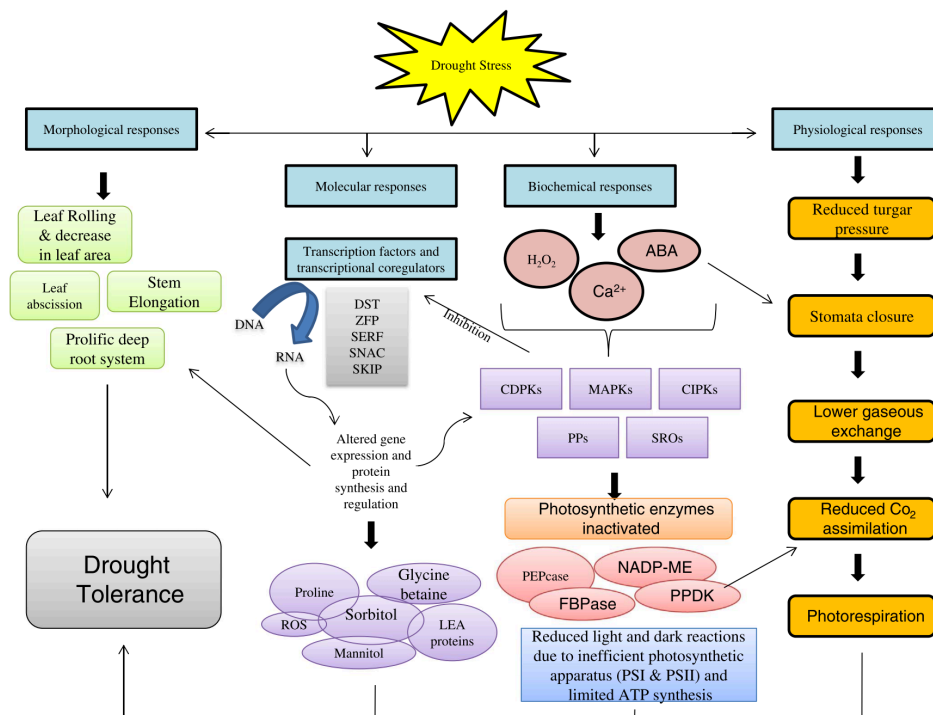 Drought Stress
Morphological responses
Physiological responses
Molecular responses
Biochemical responses
Leaf Rolling
& decrease
in leaf area
Leaf
abscission
Stem
Elongation
Prolific deep
root system
Drought
Tolerance
Transcription factors and
transcriptional coregulators
DNA
RNA
DST
ZFP
SERF
SNAC
SKIP
Inhibition
Altered gene
expression and
protein
synthesis and
regulation
Proline
Glycine
betaine
Sorbitol
ROS
LEA
proteins
Mannitol
H₂O₂
ABA
Ca²⁺
CDPKs
MAPKs
CIPKs
PPs
SROs
Photosynthetic enzymes
inactivated
PEPcase
NADP-ME
FBPase
PPDK
Reduced light and dark reactions
due to inefficient photosynthetic
apparatus (PSI & PSII) and
limited ATP synthesis
Reduced turgar
pressure
Stomata closure
Lower gaseous
exchange
Reduced Co₂
assimilation
Photorespiration